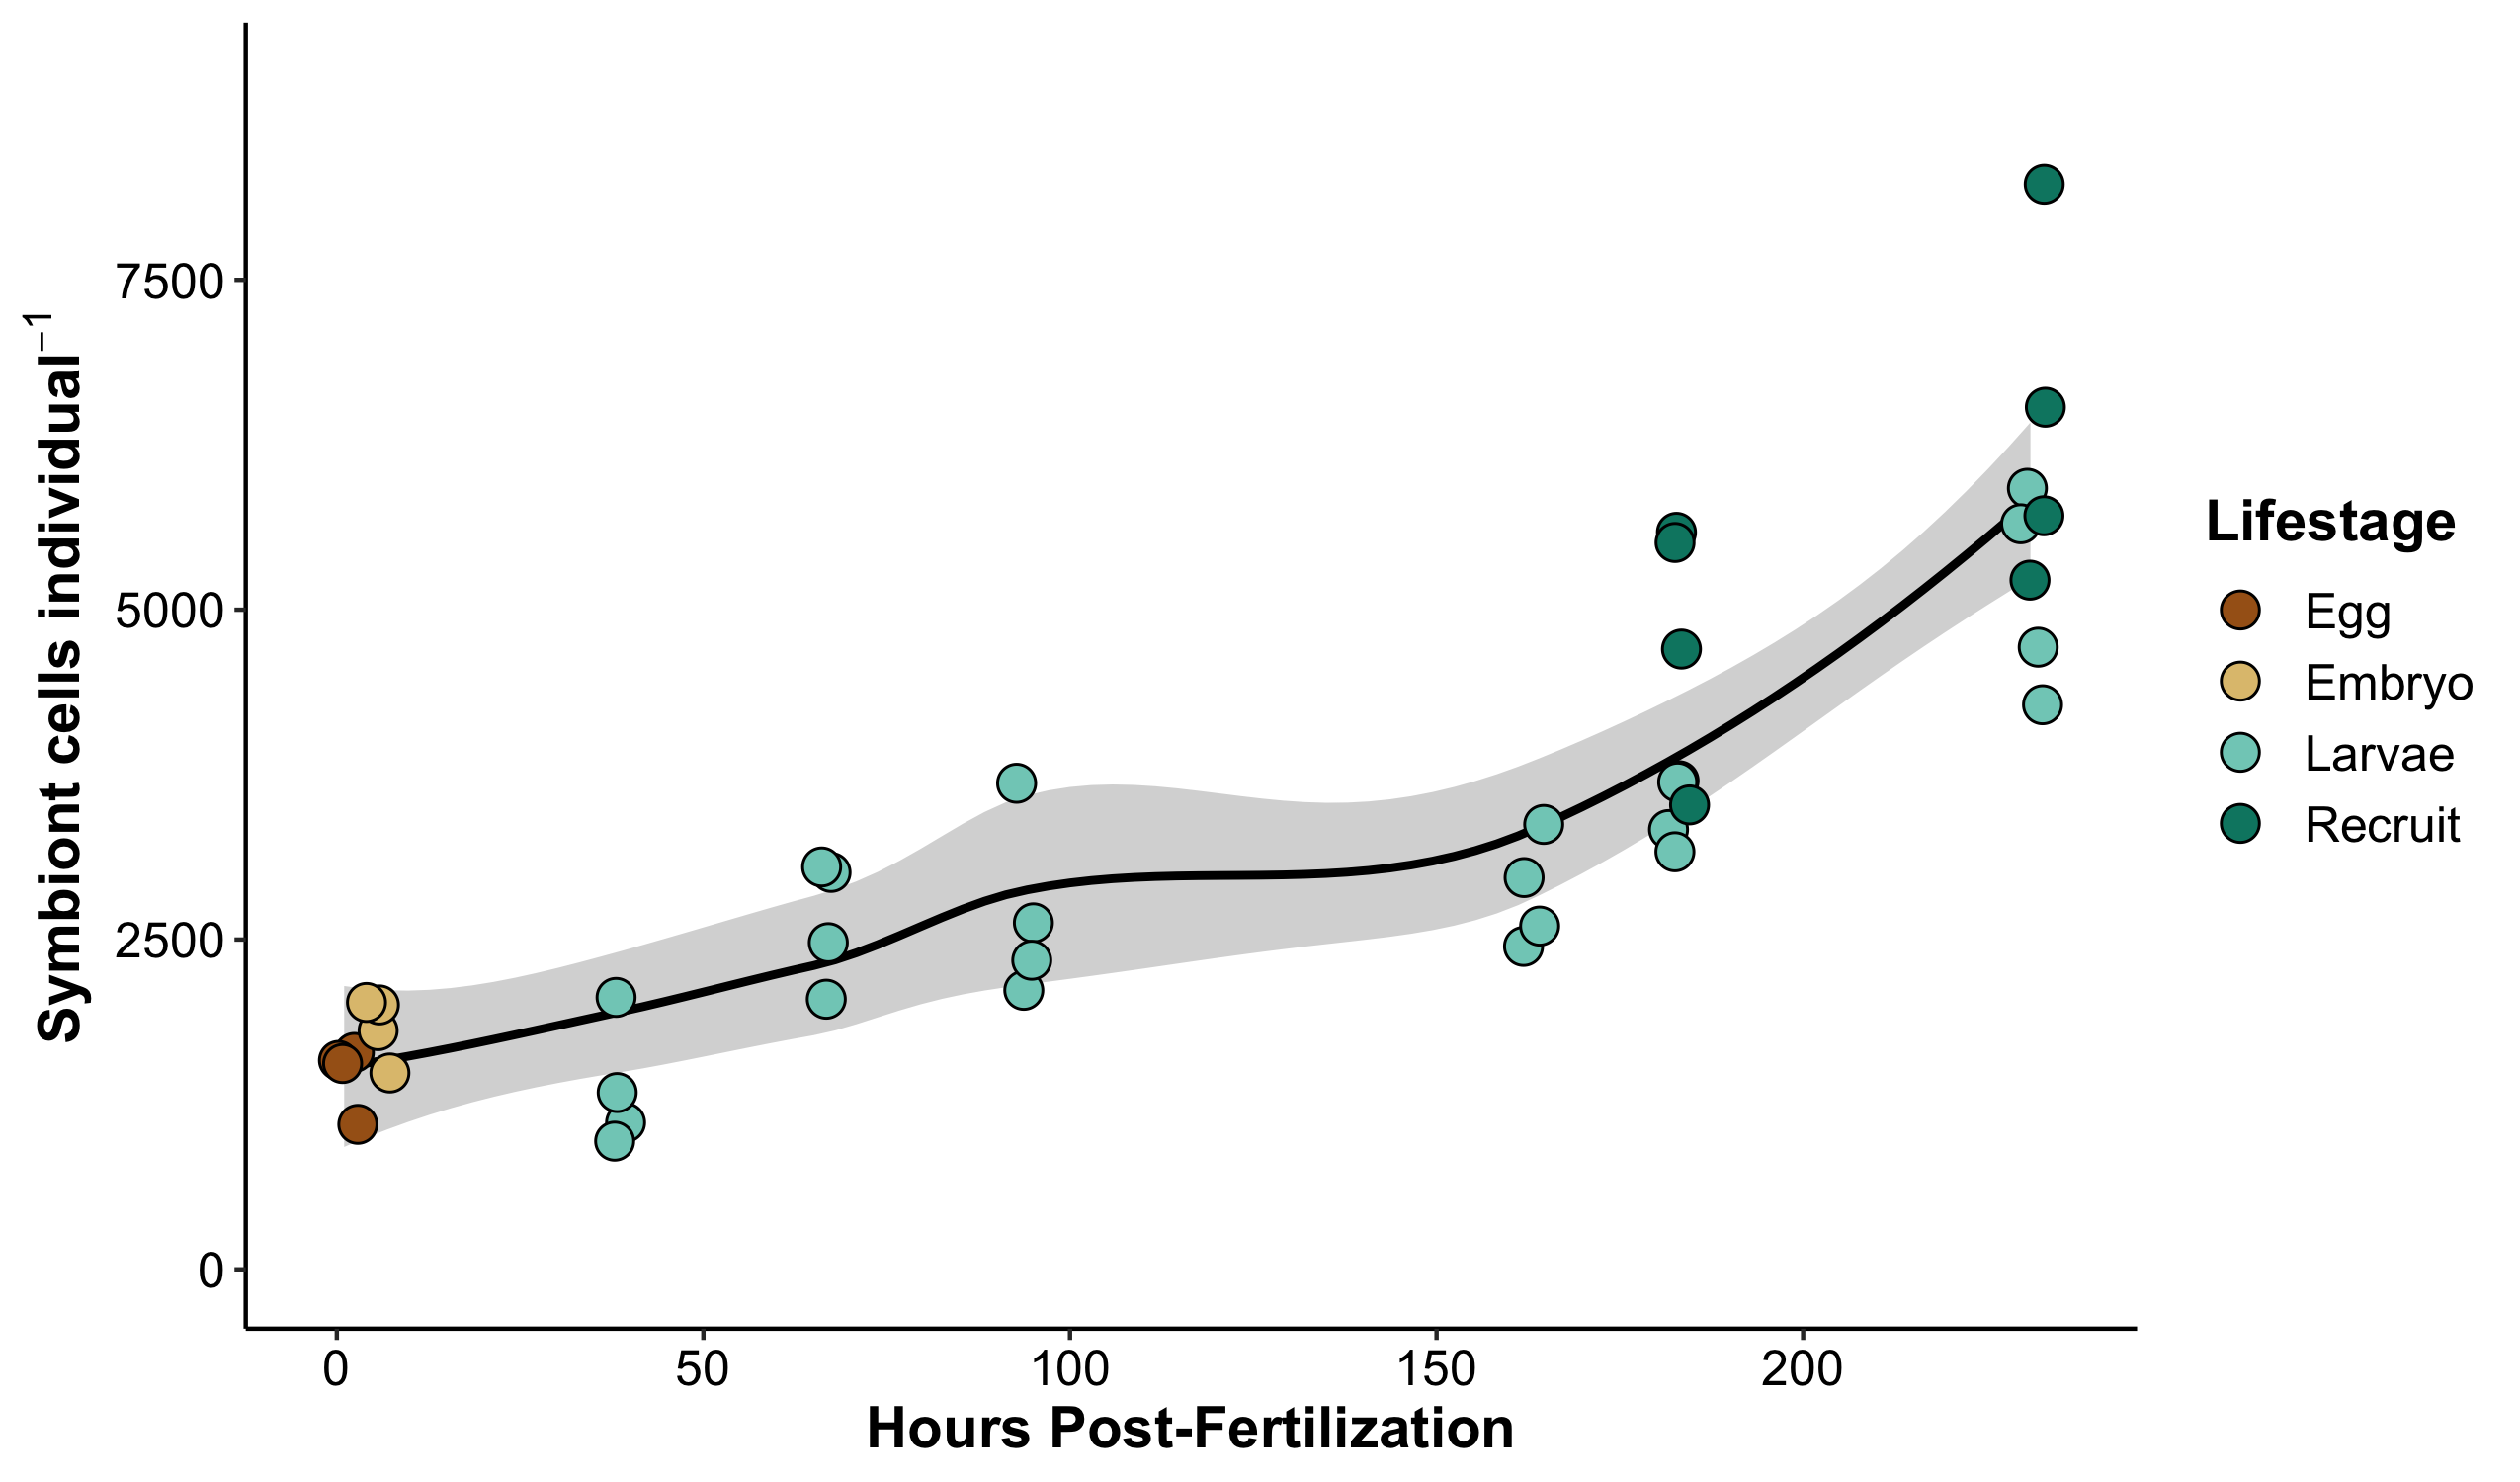 Symbiont cells individual⁻¹
7500
5000
2500
0
0 50 100 150 200
Hours Post-Fertilization
Lifestage
Egg
Embryo
Larvae
Recruit